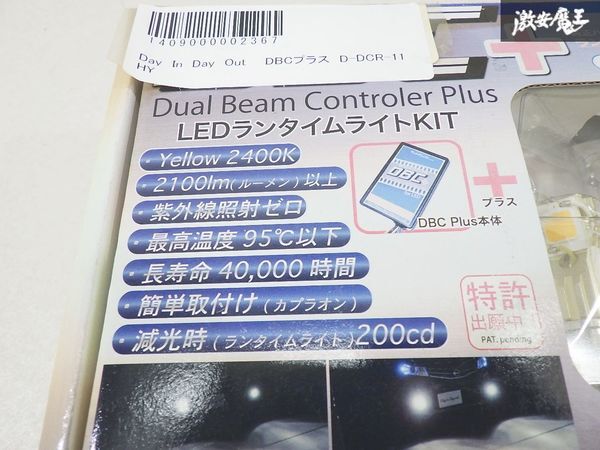 激安魔王
1409000002367
Day In Day Out DBCプラス D-DCR-11
HY
Dual Beam Controler Plus
LEDランタイムライトKIT
・Yellow 2400K
・2100lm(ルーメン)以上
・紫外線照射ゼロ
・最高温度 95℃以下
・長寿命 40,000 時間
・簡単取付け(カプラオン)
・減光時(ランタイムライト)200cd
DBC
DBC Plus本体
+
プラス
特許
出願中
PAT. pending